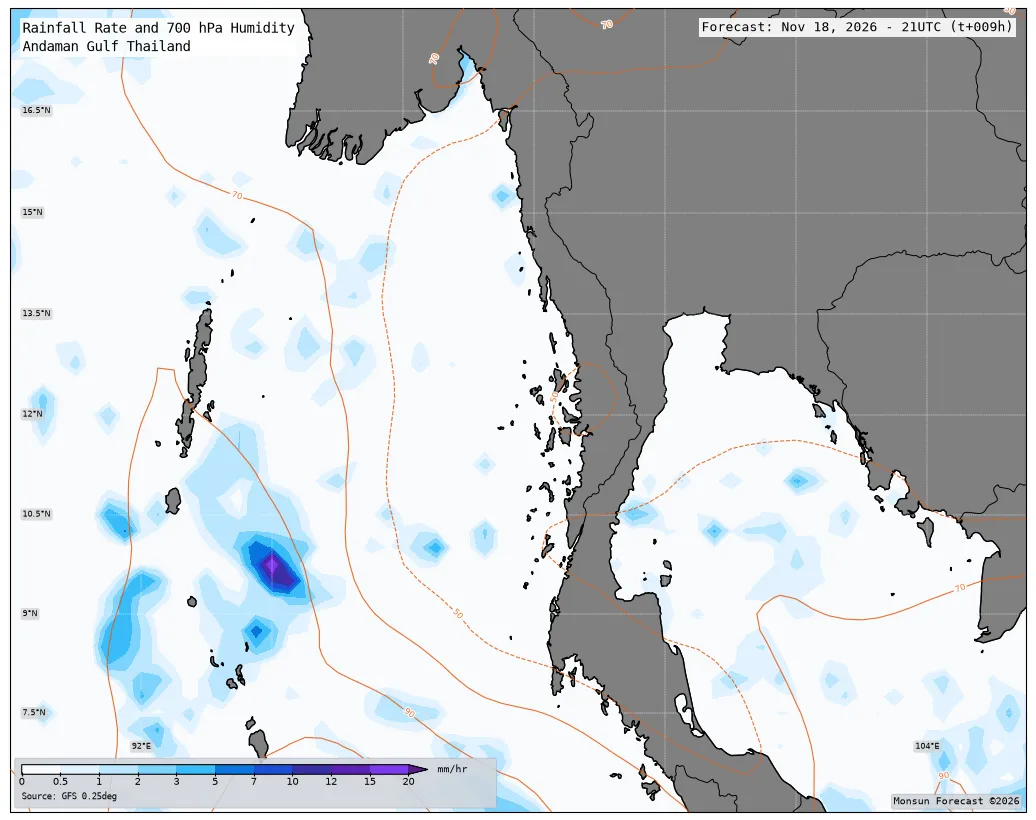 Rainfall Rate and 700 hPa Humidity
Andaman Gulf Thailand
Forecast: Nov 18, 2026 - 21UTC (t+009h)
70
70
16.5°N
70
15°N
13.5°N
50
12°N
10.5°N
70
9°N
50
7.5°N
90
92°E
104°E
90
mm/hr
0 0.5 1 2 3 5 7 10 12 15 20
Source: GFS 0.25deg
Monsun Forecast ©2026